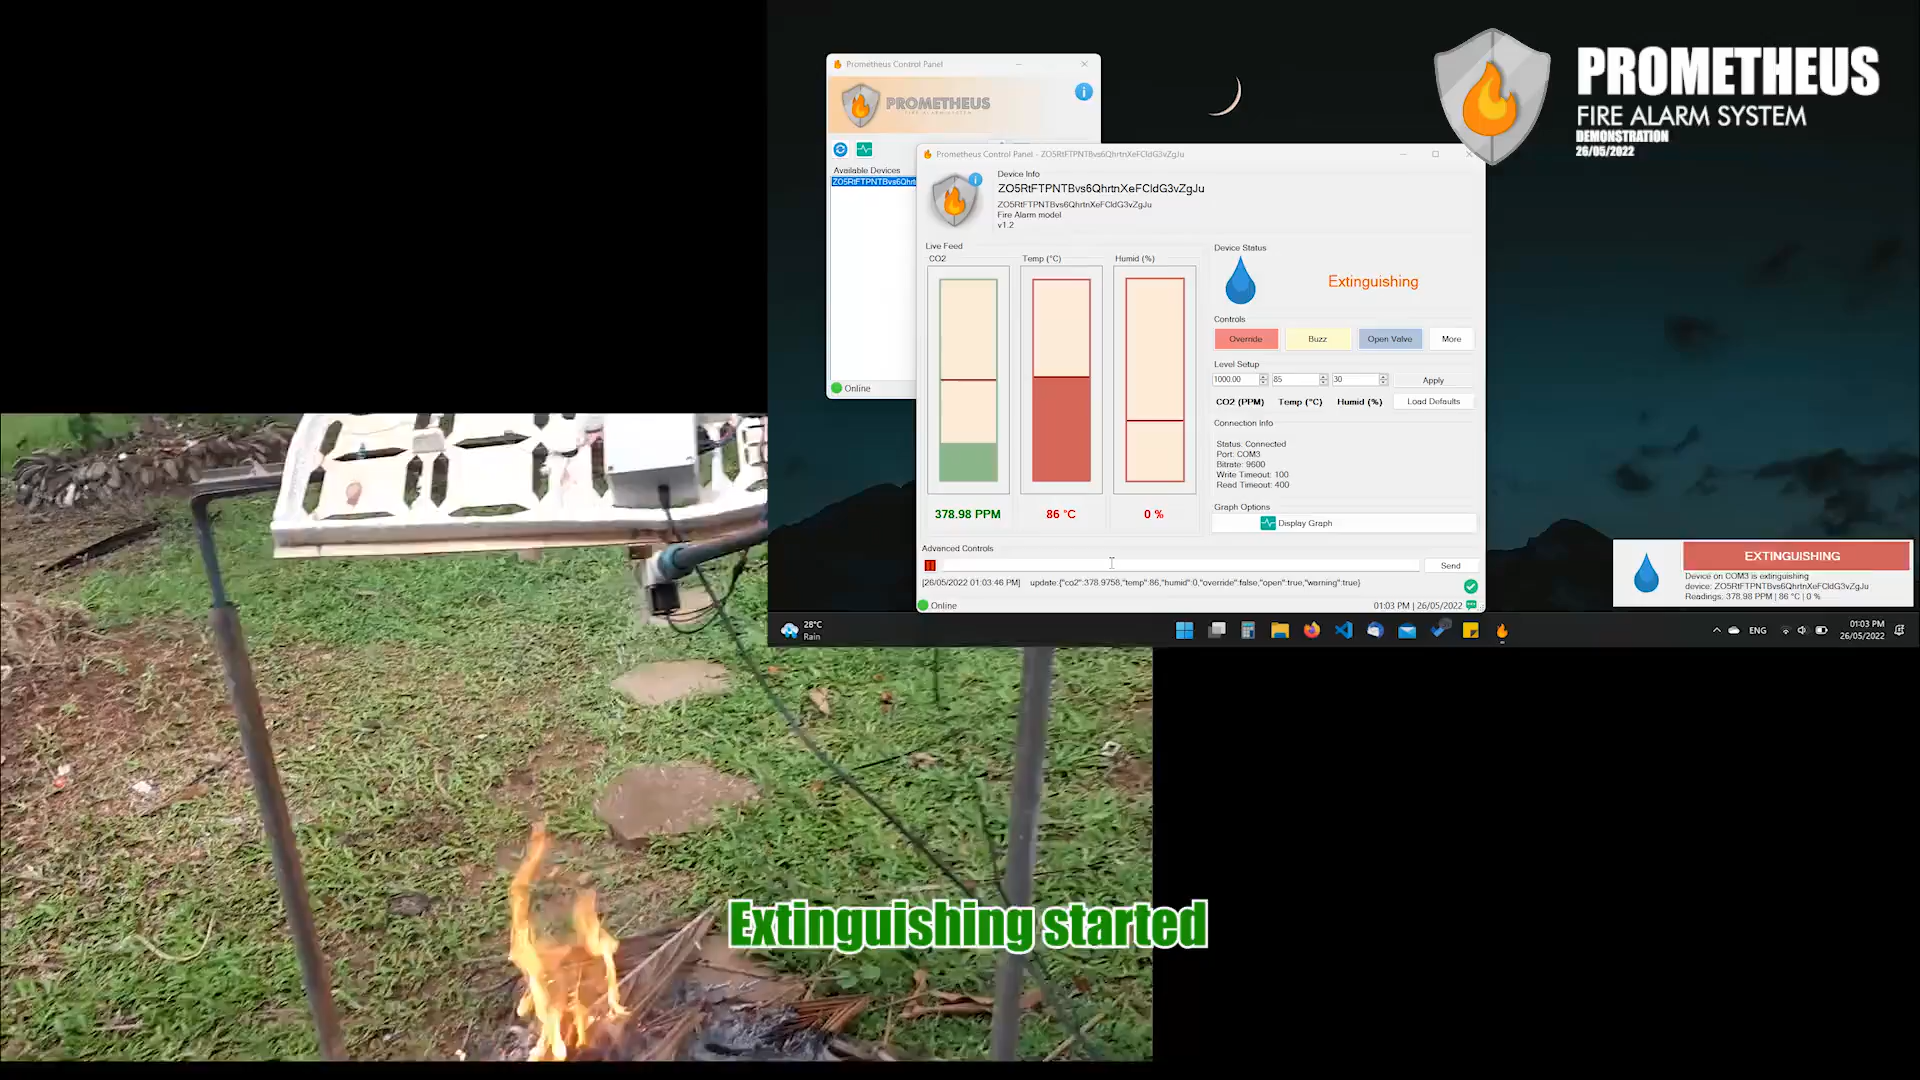 PROMETHEUS
FIRE ALARM SYSTEM
DEMONSTRATION
26/05/2022
Prometheus Control Panel
PROMETHEUS
FIRE ALARM SYSTEM
Available Devices
ZO5RtFTPNTBvs6Qhrtn
Online
Prometheus Control Panel - ZO5RtFTPNTBvs6QhrtnXeFCldG3vZgJu
Device Info
ZO5RtFTPNTBvs6QhrtnXeFCldG3vZgJu
ZO5RtFTPNTBvs6QhrtnXeFCldG3vZgJu
Fire Alarm model
v1.2
Live Feed
CO2 Temp (°C) Humid (%)
378.98 PPM 86 °C 0 %
Device Status
Extinguishing
Controls
Override Buzz Open Valve More
Level Setup
1000.00 85 30 Apply
CO2 (PPM) Temp (°C) Humid (%) Load Defaults
Connection Info
Status: Connected
Port: COM3
Bitrate: 9600
Write Timeout: 100
Read Timeout: 400
Graph Options
Display Graph
Advanced Controls
Send
[26/05/2022 01:03:46 PM] update:{"co2":378.9758,"temp":86,"humid":0,"override":false,"open":true,"warning":true}
Online 01:03 PM | 26/05/2022
EXTINGUISHING
Device on COM3 is extinguishing
device: ZO5RtFTPNTBvs6QhrtnXeFCldG3vZgJu
Readings: 378.98 PPM | 86 °C | 0 %
28°C
Rain
ENG
01:03 PM
26/05/2022
Extinguishing started